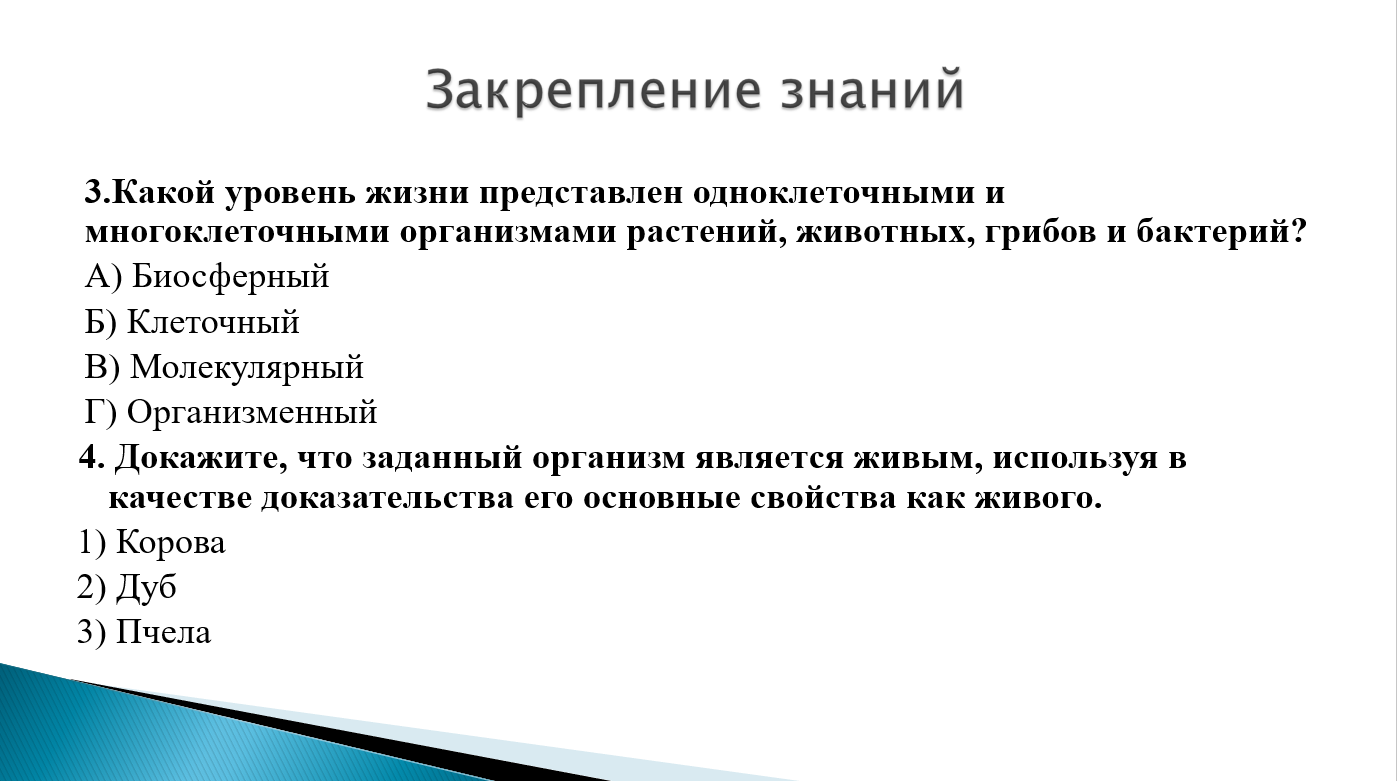 Закрепление знаний
3.Какой уровень жизни представлен одноклеточными и
многоклеточными организмами растений, животных, грибов и бактерий?
А) Биосферный
Б) Клеточный
В) Молекулярный
Г) Организменный
4. Докажите, что заданный организм является живым, используя в
качестве доказательства его основные свойства как живого.
1) Корова
2) Дуб
3) Пчела